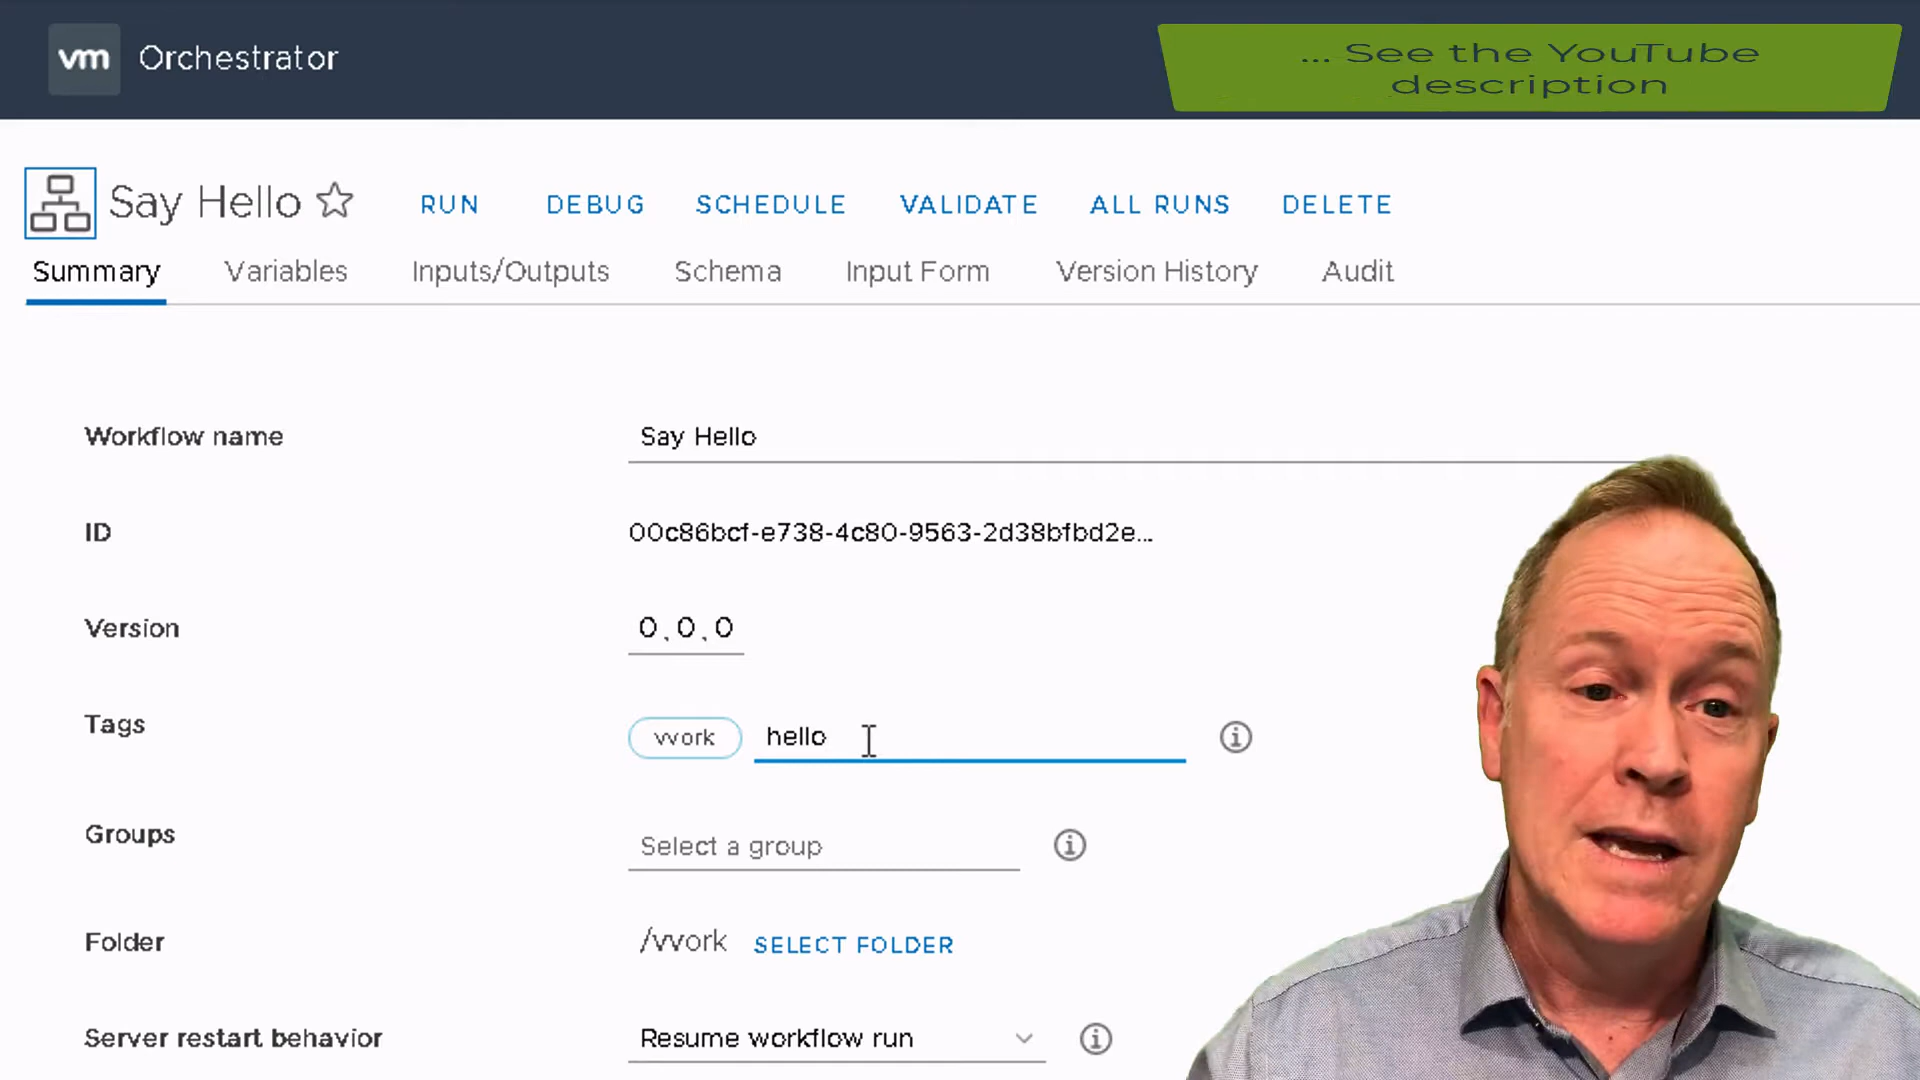 vm Orchestrator
... See the YouTube
description
Say Hello
RUN DEBUG SCHEDULE VALIDATE ALL RUNS DELETE
Summary Variables Inputs/Outputs Schema Input Form Version History Audit
Workflow name Say Hello
ID 00c86bcf-e738-4c80-9563-2d38bfbd2e...
Version 0.0.0
Tags work hello
Groups Select a group
Folder /work SELECT FOLDER
Server restart behavior Resume workflow run